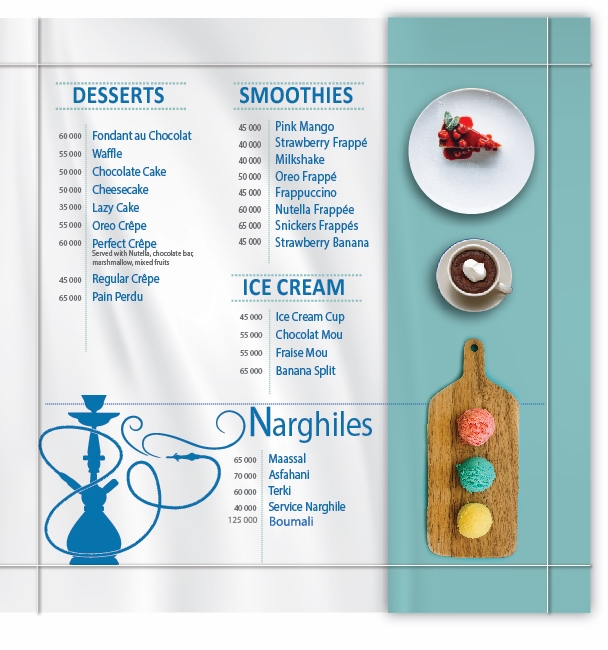 DESSERTS
60 000 Fondant au Chocolat
55 000 Waffle
50 000 Chocolate Cake
50 000 Cheesecake
35 000 Lazy Cake
55 000 Oreo Crêpe
60 000 Perfect Crêpe
Served with Nutella, chocolate bar,
marshmallow, mixed fruits
45 000 Regular Crêpe
65 000 Pain Perdu
SMOOTHIES
45 000 Pink Mango
40 000 Strawberry Frappé
40 000 Milkshake
50 000 Oreo Frappé
45 000 Frappuccino
60 000 Nutella Frappée
65 000 Snickers Frappés
45 000 Strawberry Banana
ICE CREAM
45 000 Ice Cream Cup
55 000 Chocolat Mou
55 000 Fraise Mou
65 000 Banana Split
Narghiles
65 000 Maassal
70 000 Asfahani
60 000 Terki
40 000 Service Narghile
125 000 Boumali